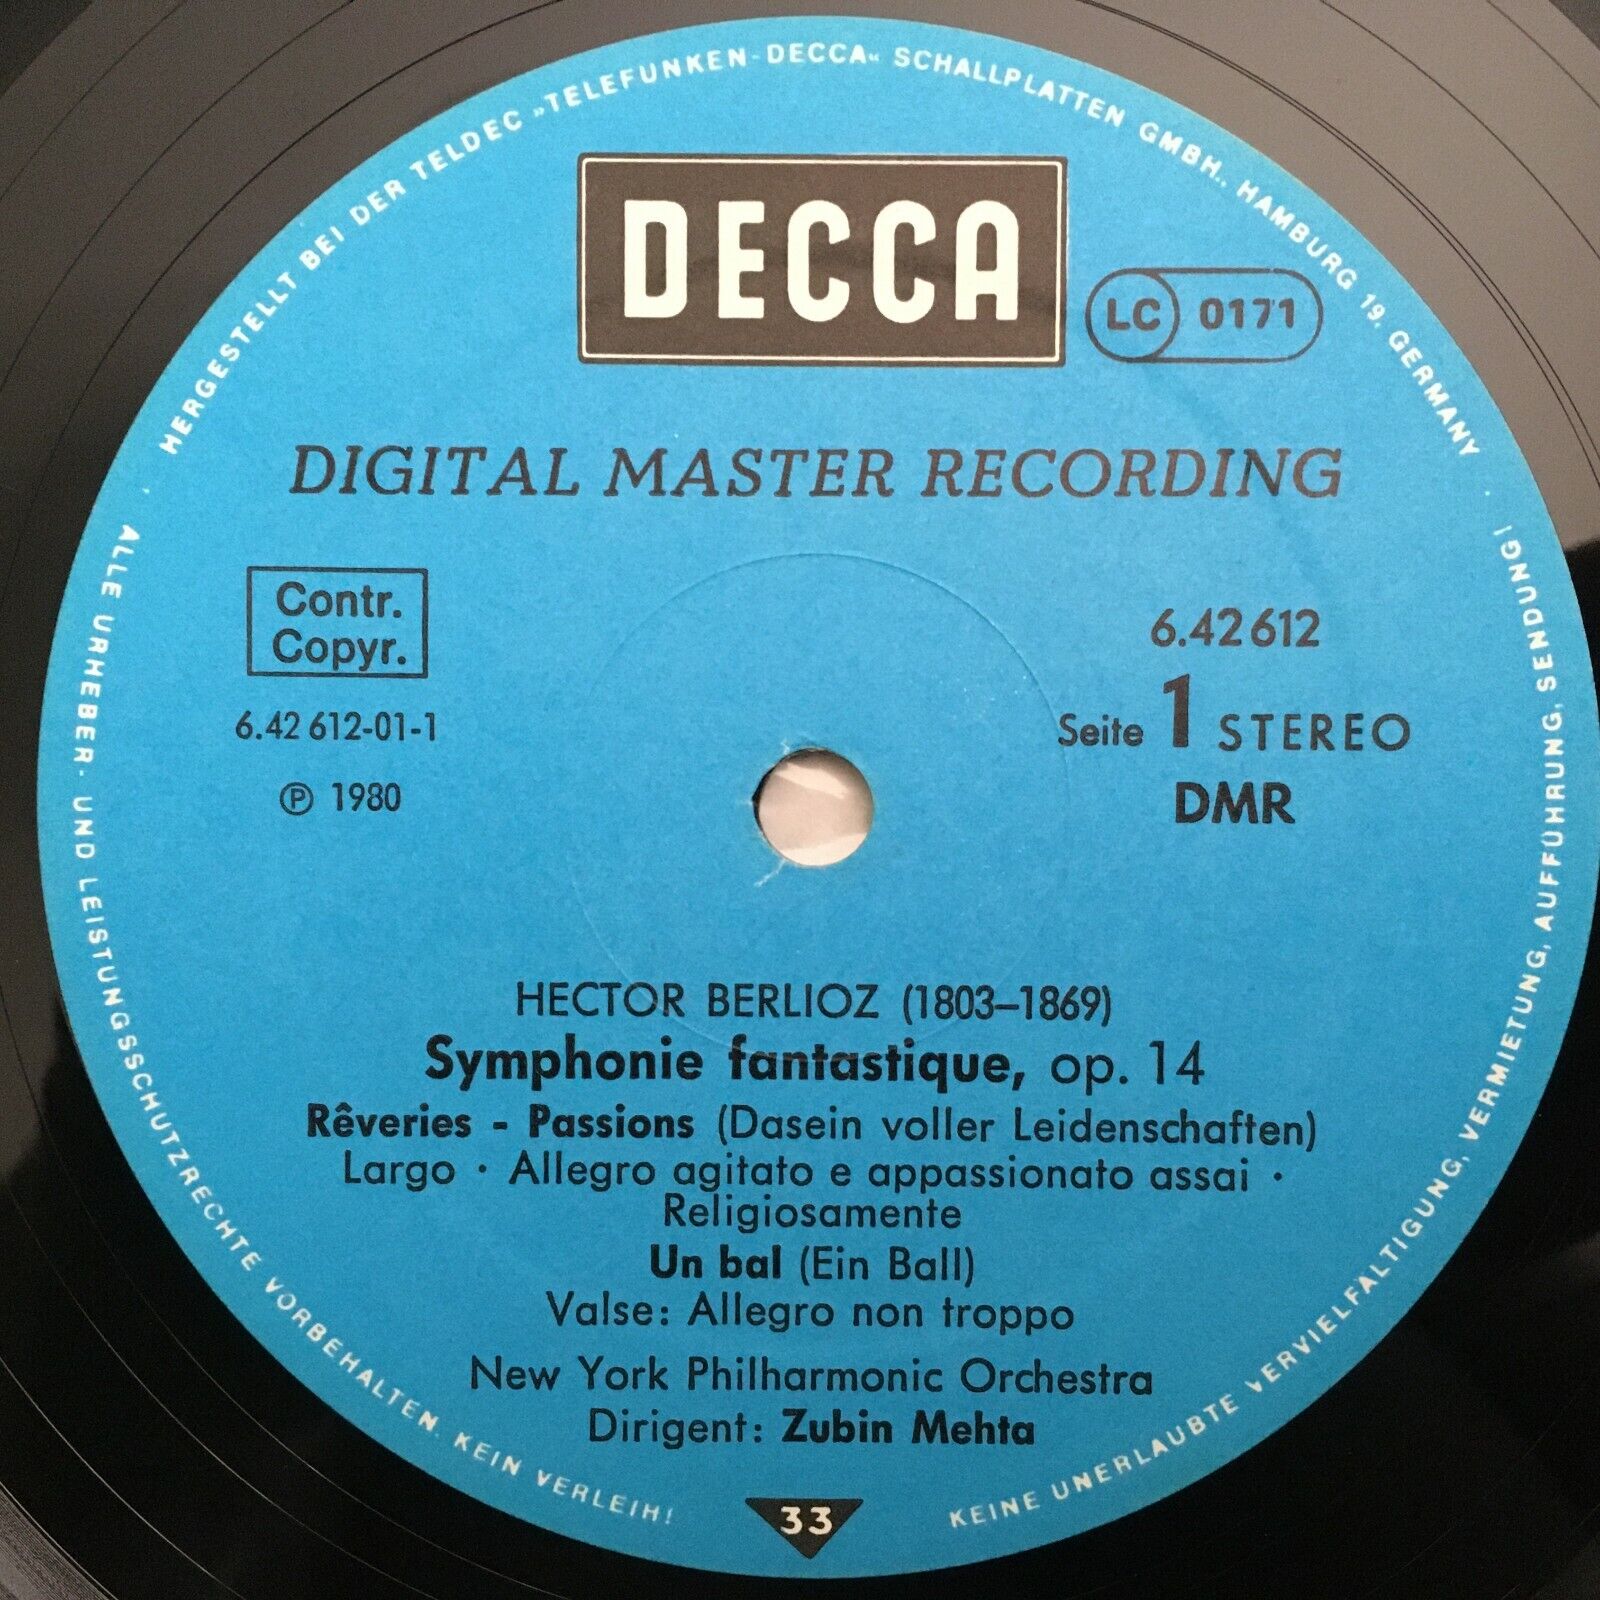 HERGESTELLT BEI DER TELDEC »TELEFUNKEN-DECCA« SCHALLPLATTEN GMBH., HAMBURG 19, GERMANY
DECCA
LC 0171
DIGITAL MASTER RECORDING
Contr.
Copyr.
6.42 612-01-1
℗ 1980
6.42612
Seite 1 STEREO
DMR
HECTOR BERLIOZ (1803–1869)
Symphonie fantastique, op. 14
Rêveries - Passions (Dasein voller Leidenschaften)
Largo · Allegro agitato e appassionato assai ·
Religiosamente
Un bal (Ein Ball)
Valse: Allegro non troppo
New York Philharmonic Orchestra
Dirigent: Zubin Mehta
33
ALLE URHEBER- UND LEISTUNGSSCHUTZRECHTE VORBEHALTEN. KEIN VERLEIH!
KEINE UNERLAUBTE VERVIELFÄLTIGUNG, VERMIETUNG, AUFFÜHRUNG, SENDUNG!